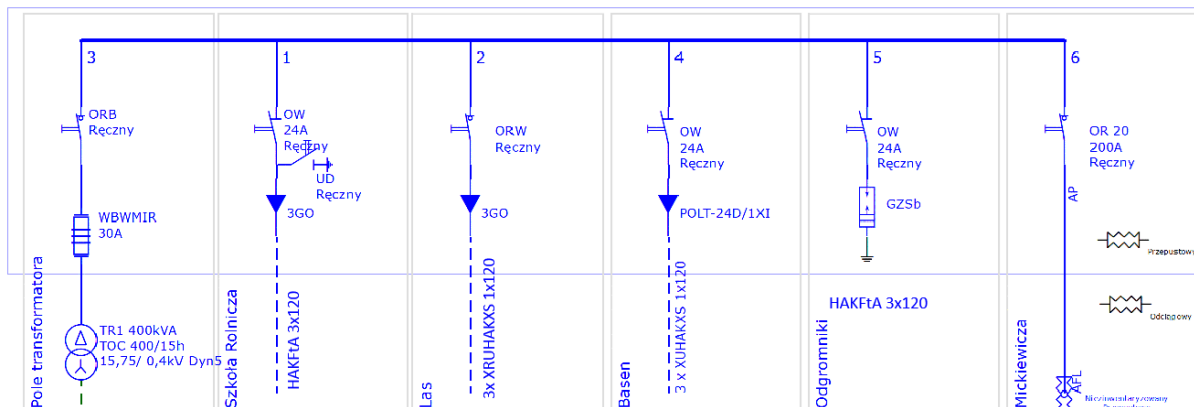 3
ORB
Ręczny
WBWMIR
30A
TR1 400kVA
TOC 400/15h
15,75/ 0,4kV Dyn5
Pole transformatora
1
OW
24A
Ręczny
UD
Ręczny
3GO
HAKFtA 3x120
Szkoła Rolnicza
2
ORW
Ręczny
3GO
3x XRUHAKXS 1x120
Las
4
OW
24A
Ręczny
POLT-24D/1XI
3 x XUHAKXS 1x120
Basen
5
OW
24A
Ręczny
GZSb
HAKFtA 3x120
Odgromniki
6
OR 20
200A
Ręczny
AP
Przepustowy
Odciągowy
AFL
Niezinwentaryzowany
Mickiewicza